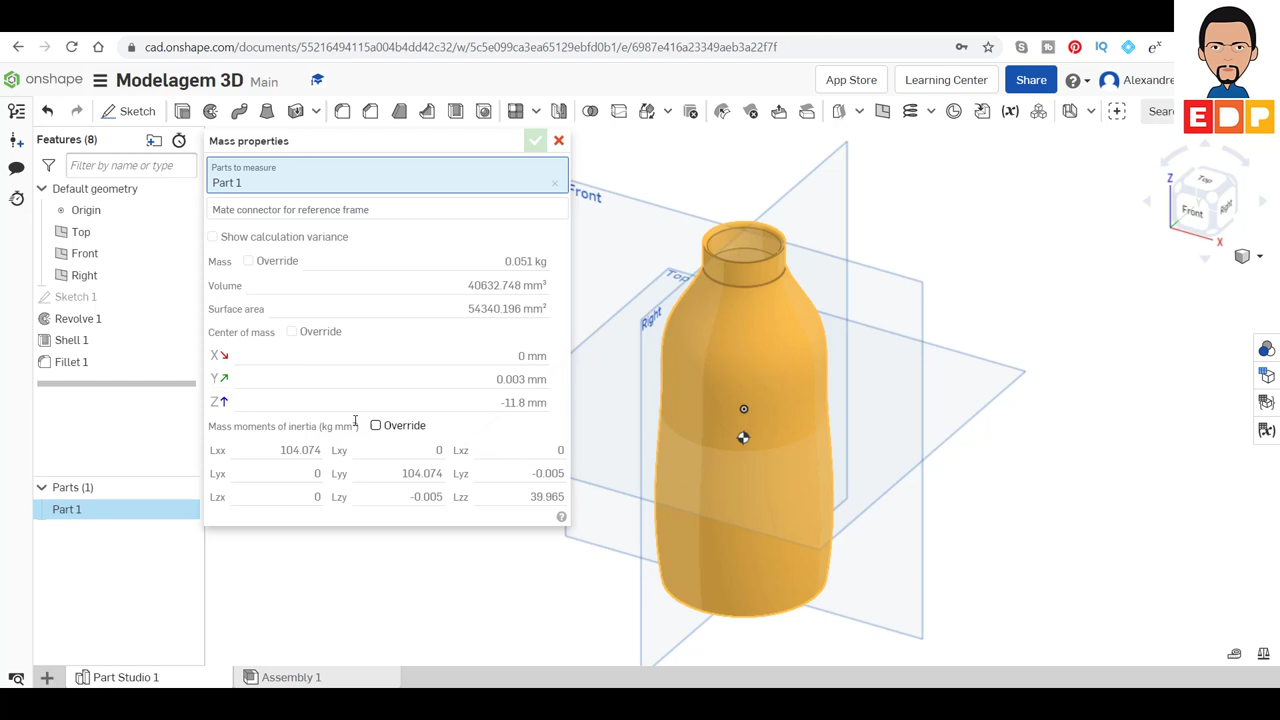 cad.onshape.com/documents/55216494115a004b4dd42c32/w/5c5e099ca3ea65129ebfd0b1/e/6987e416a23349aeb3a22f7f
IQ
eˣ
onshape
Modelagem 3D
Main
App Store
Learning Center
Share
Alexandre
EDP
Sketch
(x)
Sear
Features (8)
Filter by name or type
Default geometry
Origin
Top
Front
Right
Sketch 1
Revolve 1
Shell 1
Fillet 1
Parts (1)
Part 1
Mass properties
Parts to measure
Part 1
Mate connector for reference frame
Show calculation variance
Mass Override 0.051 kg
Volume 40632.748 mm³
Surface area 54340.196 mm²
Center of mass Override
X 0 mm
Y 0.003 mm
Z -11.8 mm
Mass moments of inertia (kg mm²) Override
Lxx 104.074 Lxy 0 Lxz 0
Lyx 0 Lyy 104.074 Lyz -0.005
Lzx 0 Lzy -0.005 Lzz 39.965
Front
Top
Right
Z
Top
Front
Right
X
Part Studio 1
Assembly 1